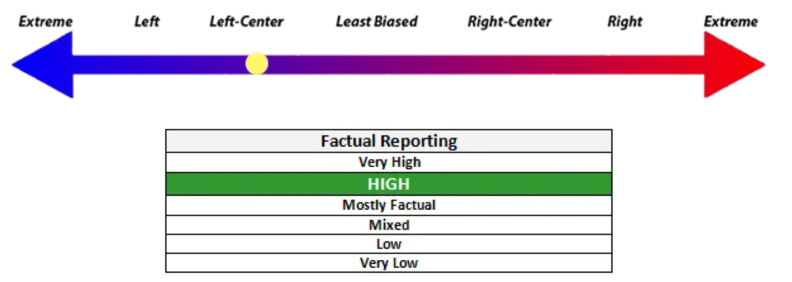 Extreme Left Left-Center Least Biased Right-Center Right Extreme
Factual Reporting
Very High
HIGH
Mostly Factual
Mixed
Low
Very Low